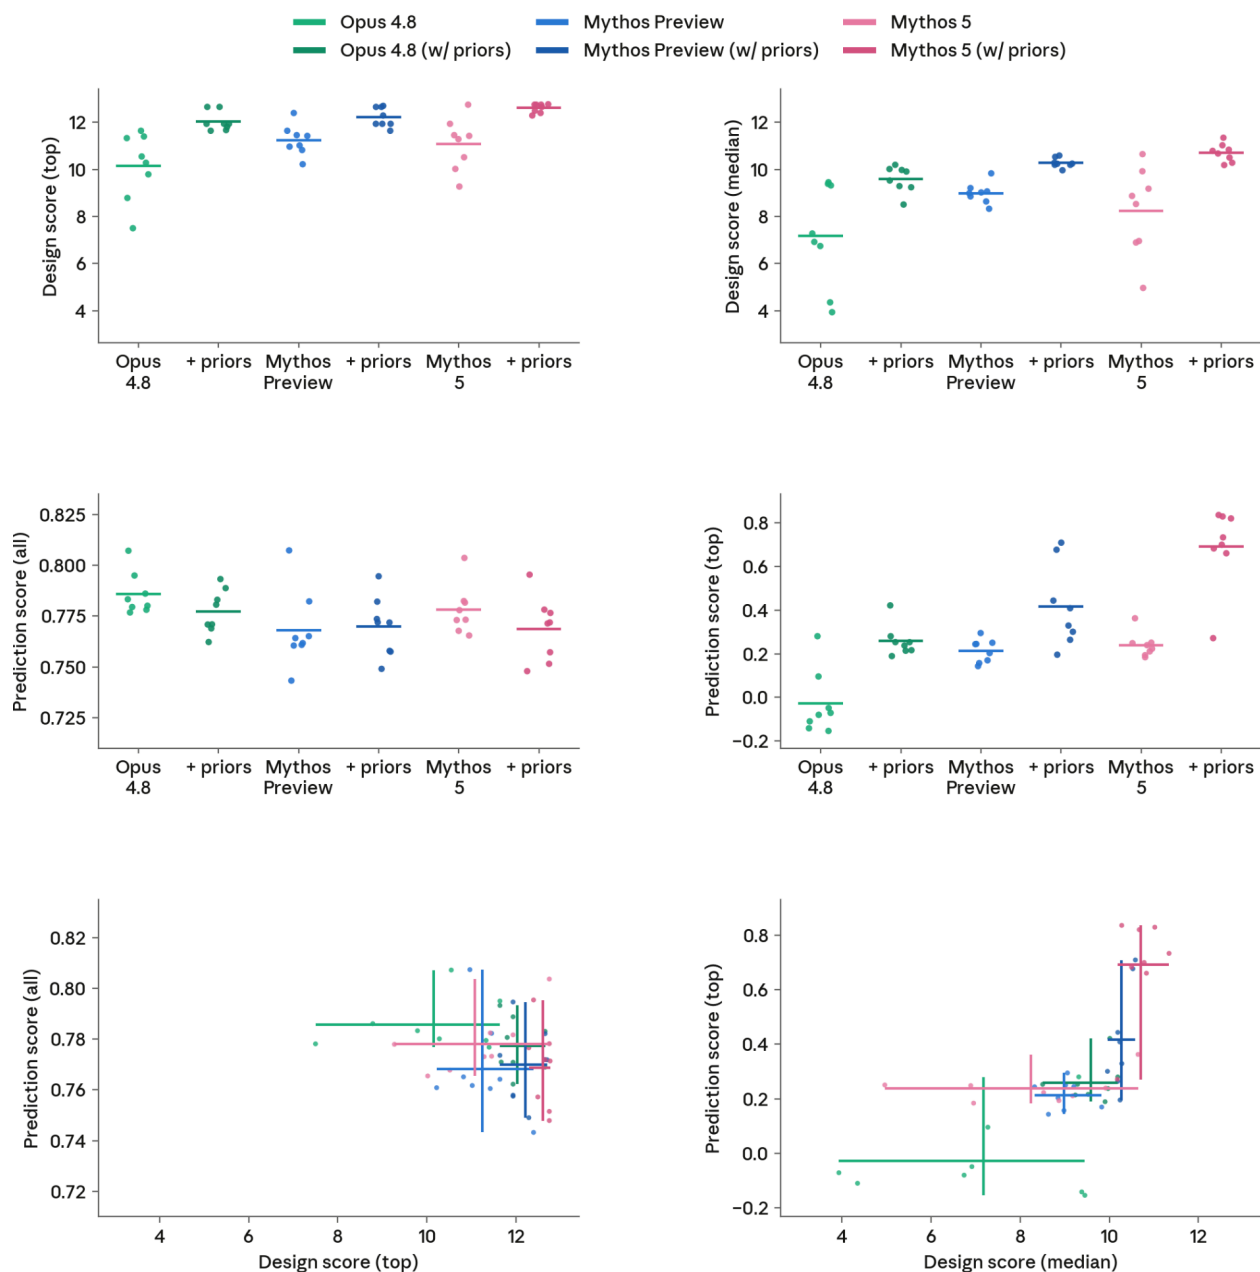 Opus 4.8
Mythos Preview
Mythos 5
Opus 4.8 (w/ priors)
Mythos Preview (w/ priors)
Mythos 5 (w/ priors)
Design score (top)
12
10
8
6
4
Opus 4.8
+ priors
Mythos Preview
+ priors
Mythos 5
+ priors
Design score (median)
12
10
8
6
4
Opus 4.8
+ priors
Mythos Preview
+ priors
Mythos 5
+ priors
Prediction score (all)
0.825
0.800
0.775
0.750
0.725
Opus 4.8
+ priors
Mythos Preview
+ priors
Mythos 5
+ priors
Prediction score (top)
0.8
0.6
0.4
0.2
0.0
−0.2
Opus 4.8
+ priors
Mythos Preview
+ priors
Mythos 5
+ priors
Prediction score (all)
0.82
0.80
0.78
0.76
0.74
0.72
4
6
8
10
12
Design score (top)
Prediction score (top)
0.8
0.6
0.4
0.2
0.0
−0.2
4
6
8
10
12
Design score (median)